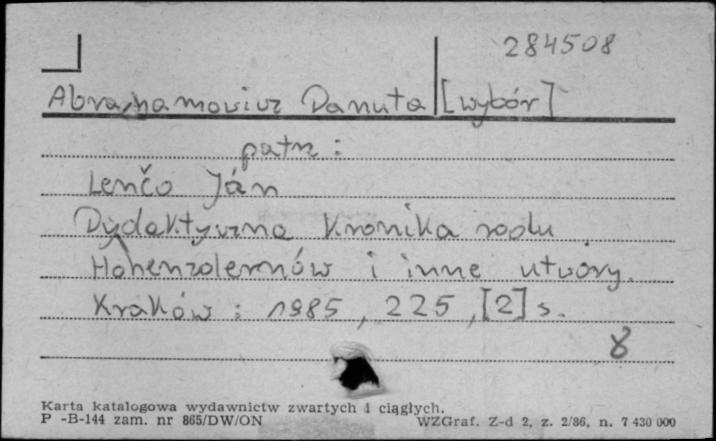 284508
Abrahamowicz Danuta [wybór]
patrz :
Lenčo Ján
Dydaktyczna Kronika rodu
Hohenzolernów i inne utwory.
Kraków : 1985, 225, [2] s.
8
Karta katalogowa wydawnictw zwartych i ciągłych.
P -B-144 zam. nr 865/DW/ON
WZGraf. Z-d 2, z. 2/86, n. 7 430 000